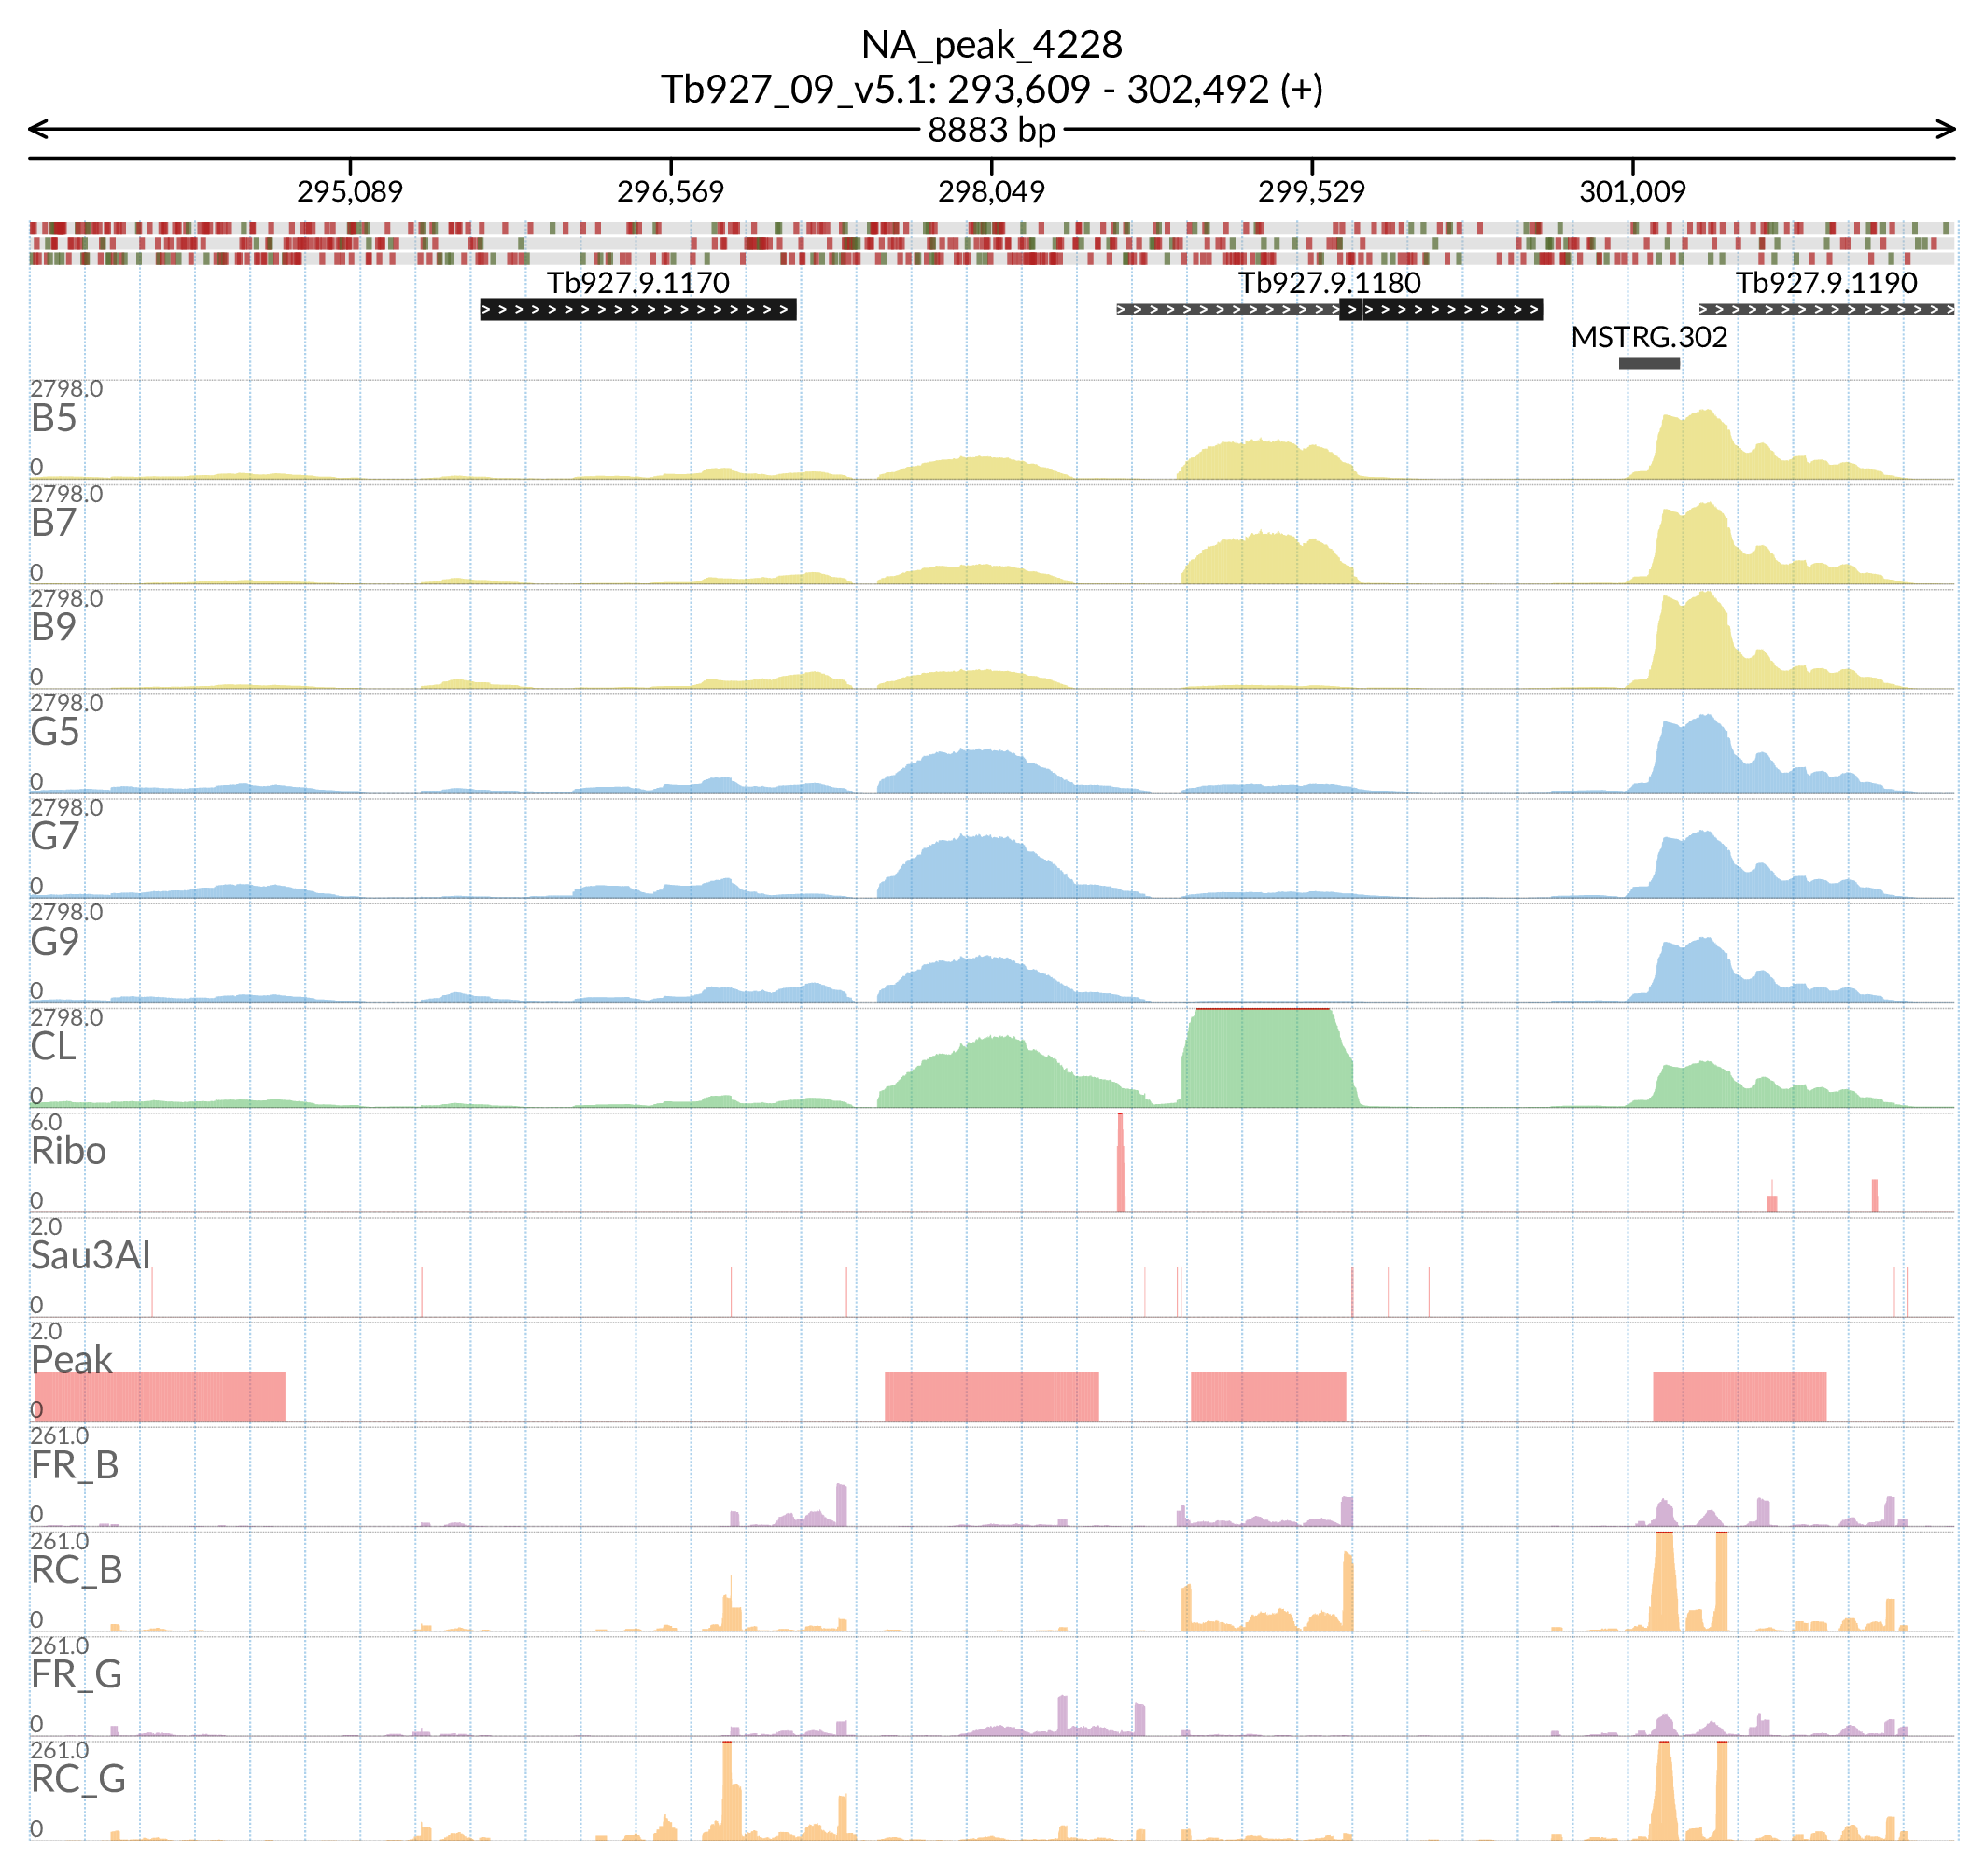 NA_peak_4228
Tb927_09_v5.1: 293,609 - 302,492 (+)
8883 bp
295,089 296,569 298,049 299,529 301,009
Tb927.9.1170 Tb927.9.1180 Tb927.9.1190
MSTRG.302
2798.0
B5
0
2798.0
B7
0
2798.0
B9
0
2798.0
G5
0
2798.0
G7
0
2798.0
G9
0
2798.0
CL
0
6.0
Ribo
0
2.0
Sau3AI
0
2.0
Peak
0
261.0
FR_B
0
261.0
RC_B
0
261.0
FR_G
0
261.0
RC_G
0